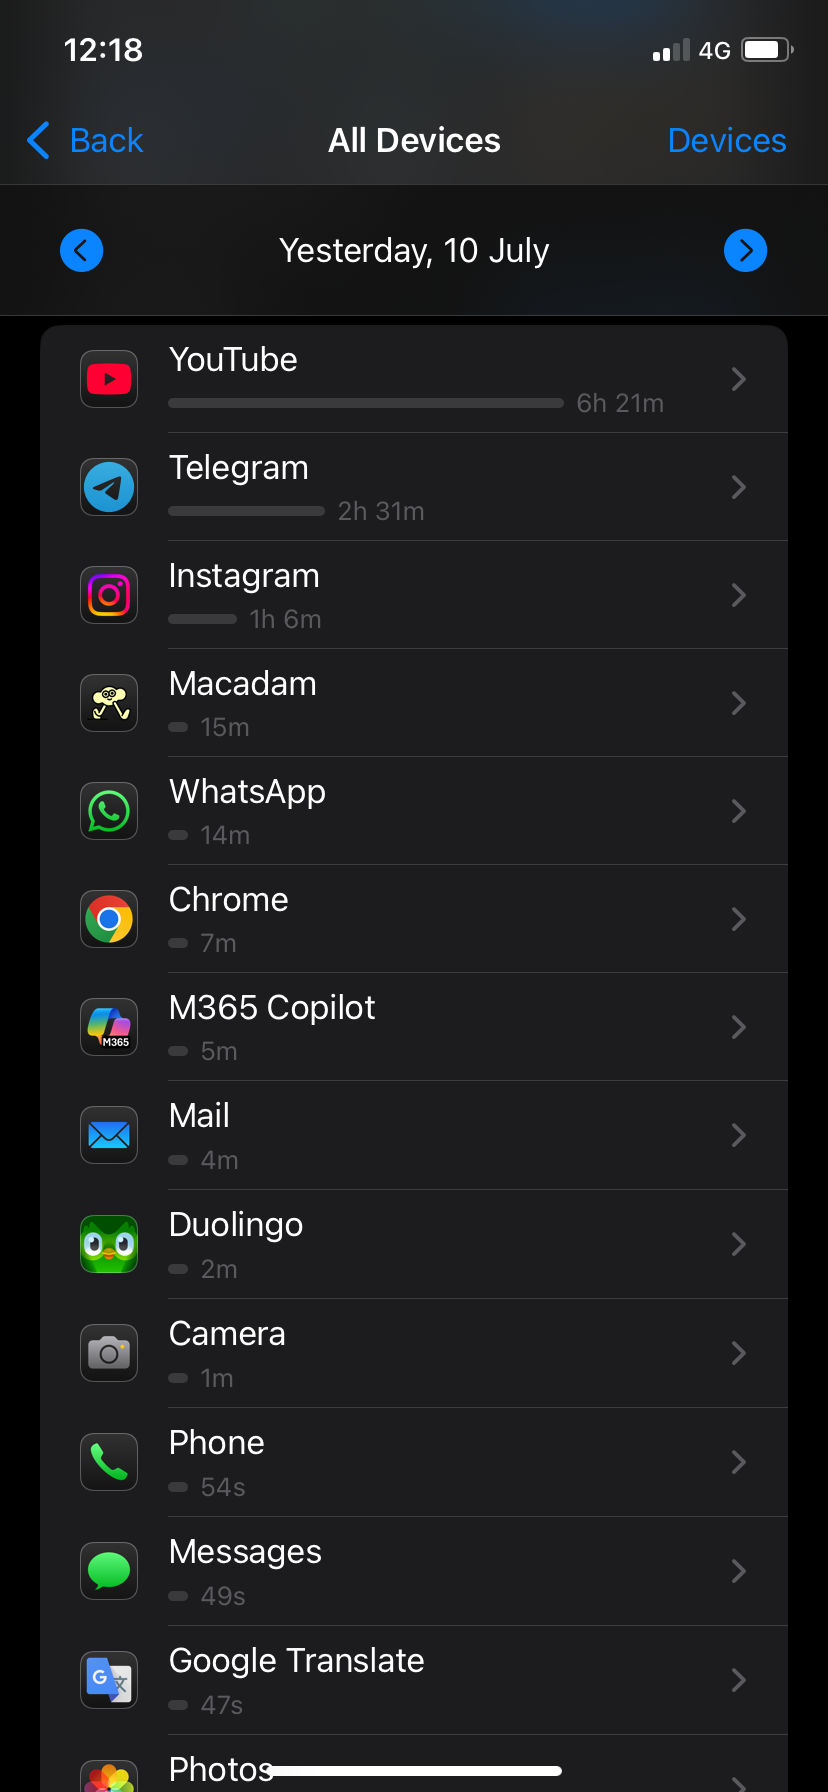 12:18
4G
Back
All Devices
Devices
Yesterday, 10 July
YouTube
6h 21m
Telegram
2h 31m
Instagram
1h 6m
Macadam
15m
WhatsApp
14m
Chrome
7m
M365 Copilot
M365
5m
Mail
4m
Duolingo
2m
Camera
1m
Phone
54s
Messages
49s
Google Translate
G 文
47s
Photos